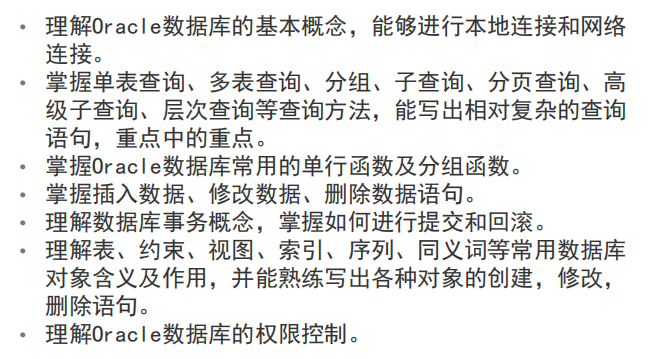 • 理解Oracle数据库的基本概念，能够进行本地连接和网络
连接。
• 掌握单表查询、多表查询、分组、子查询、分页查询、高
级子查询、层次查询等查询方法，能写出相对复杂的查询
语句，重点中的重点。
• 掌握Oracle数据库常用的单行函数及分组函数。
• 掌握插入数据、修改数据、删除数据语句。
• 理解数据库事务概念，掌握如何进行提交和回滚。
• 理解表、约束、视图、索引、序列、同义词等常用数据库
对象含义及作用，并能熟练写出各种对象的创建，修改，
删除语句。
• 理解Oracle数据库的权限控制。